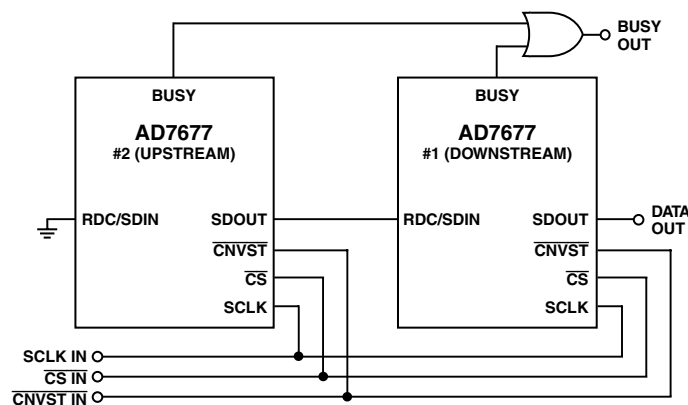 BUSY
OUT
BUSY
BUSY
AD7677
#2 (UPSTREAM)
AD7677
#1 (DOWNSTREAM)
RDC/SDIN
SDOUT
RDC/SDIN
SDOUT
DATA
OUT
CNVST
CNVST
CS
CS
SCLK
SCLK
SCLK IN
CS IN
CNVST IN